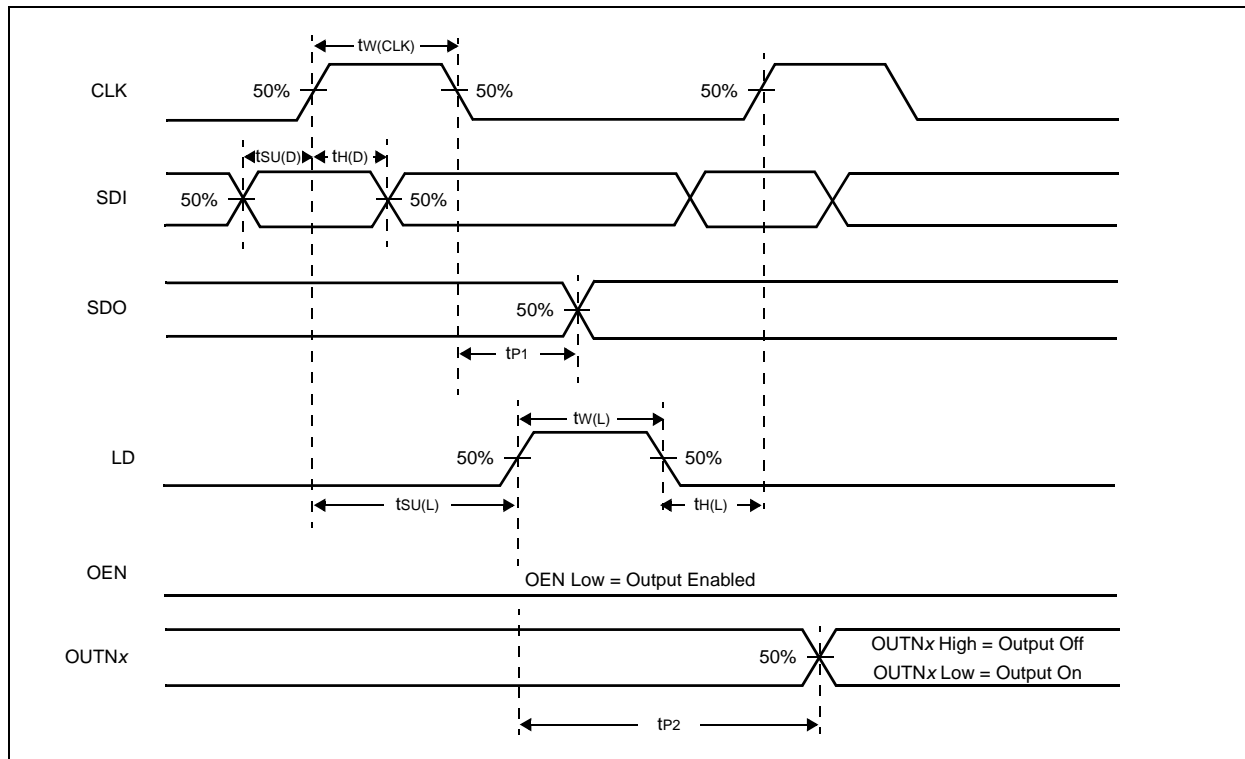 tW(CLK)
CLK
50%
50%
50%
tSU(D)
tH(D)
SDI
50%
50%
SDO
50%
tP1
tW(L)
LD
50%
50%
tSU(L)
tH(L)
OEN
OEN Low = Output Enabled
OUTNx
50%
OUTNx High = Output Off
OUTNx Low = Output On
tP2